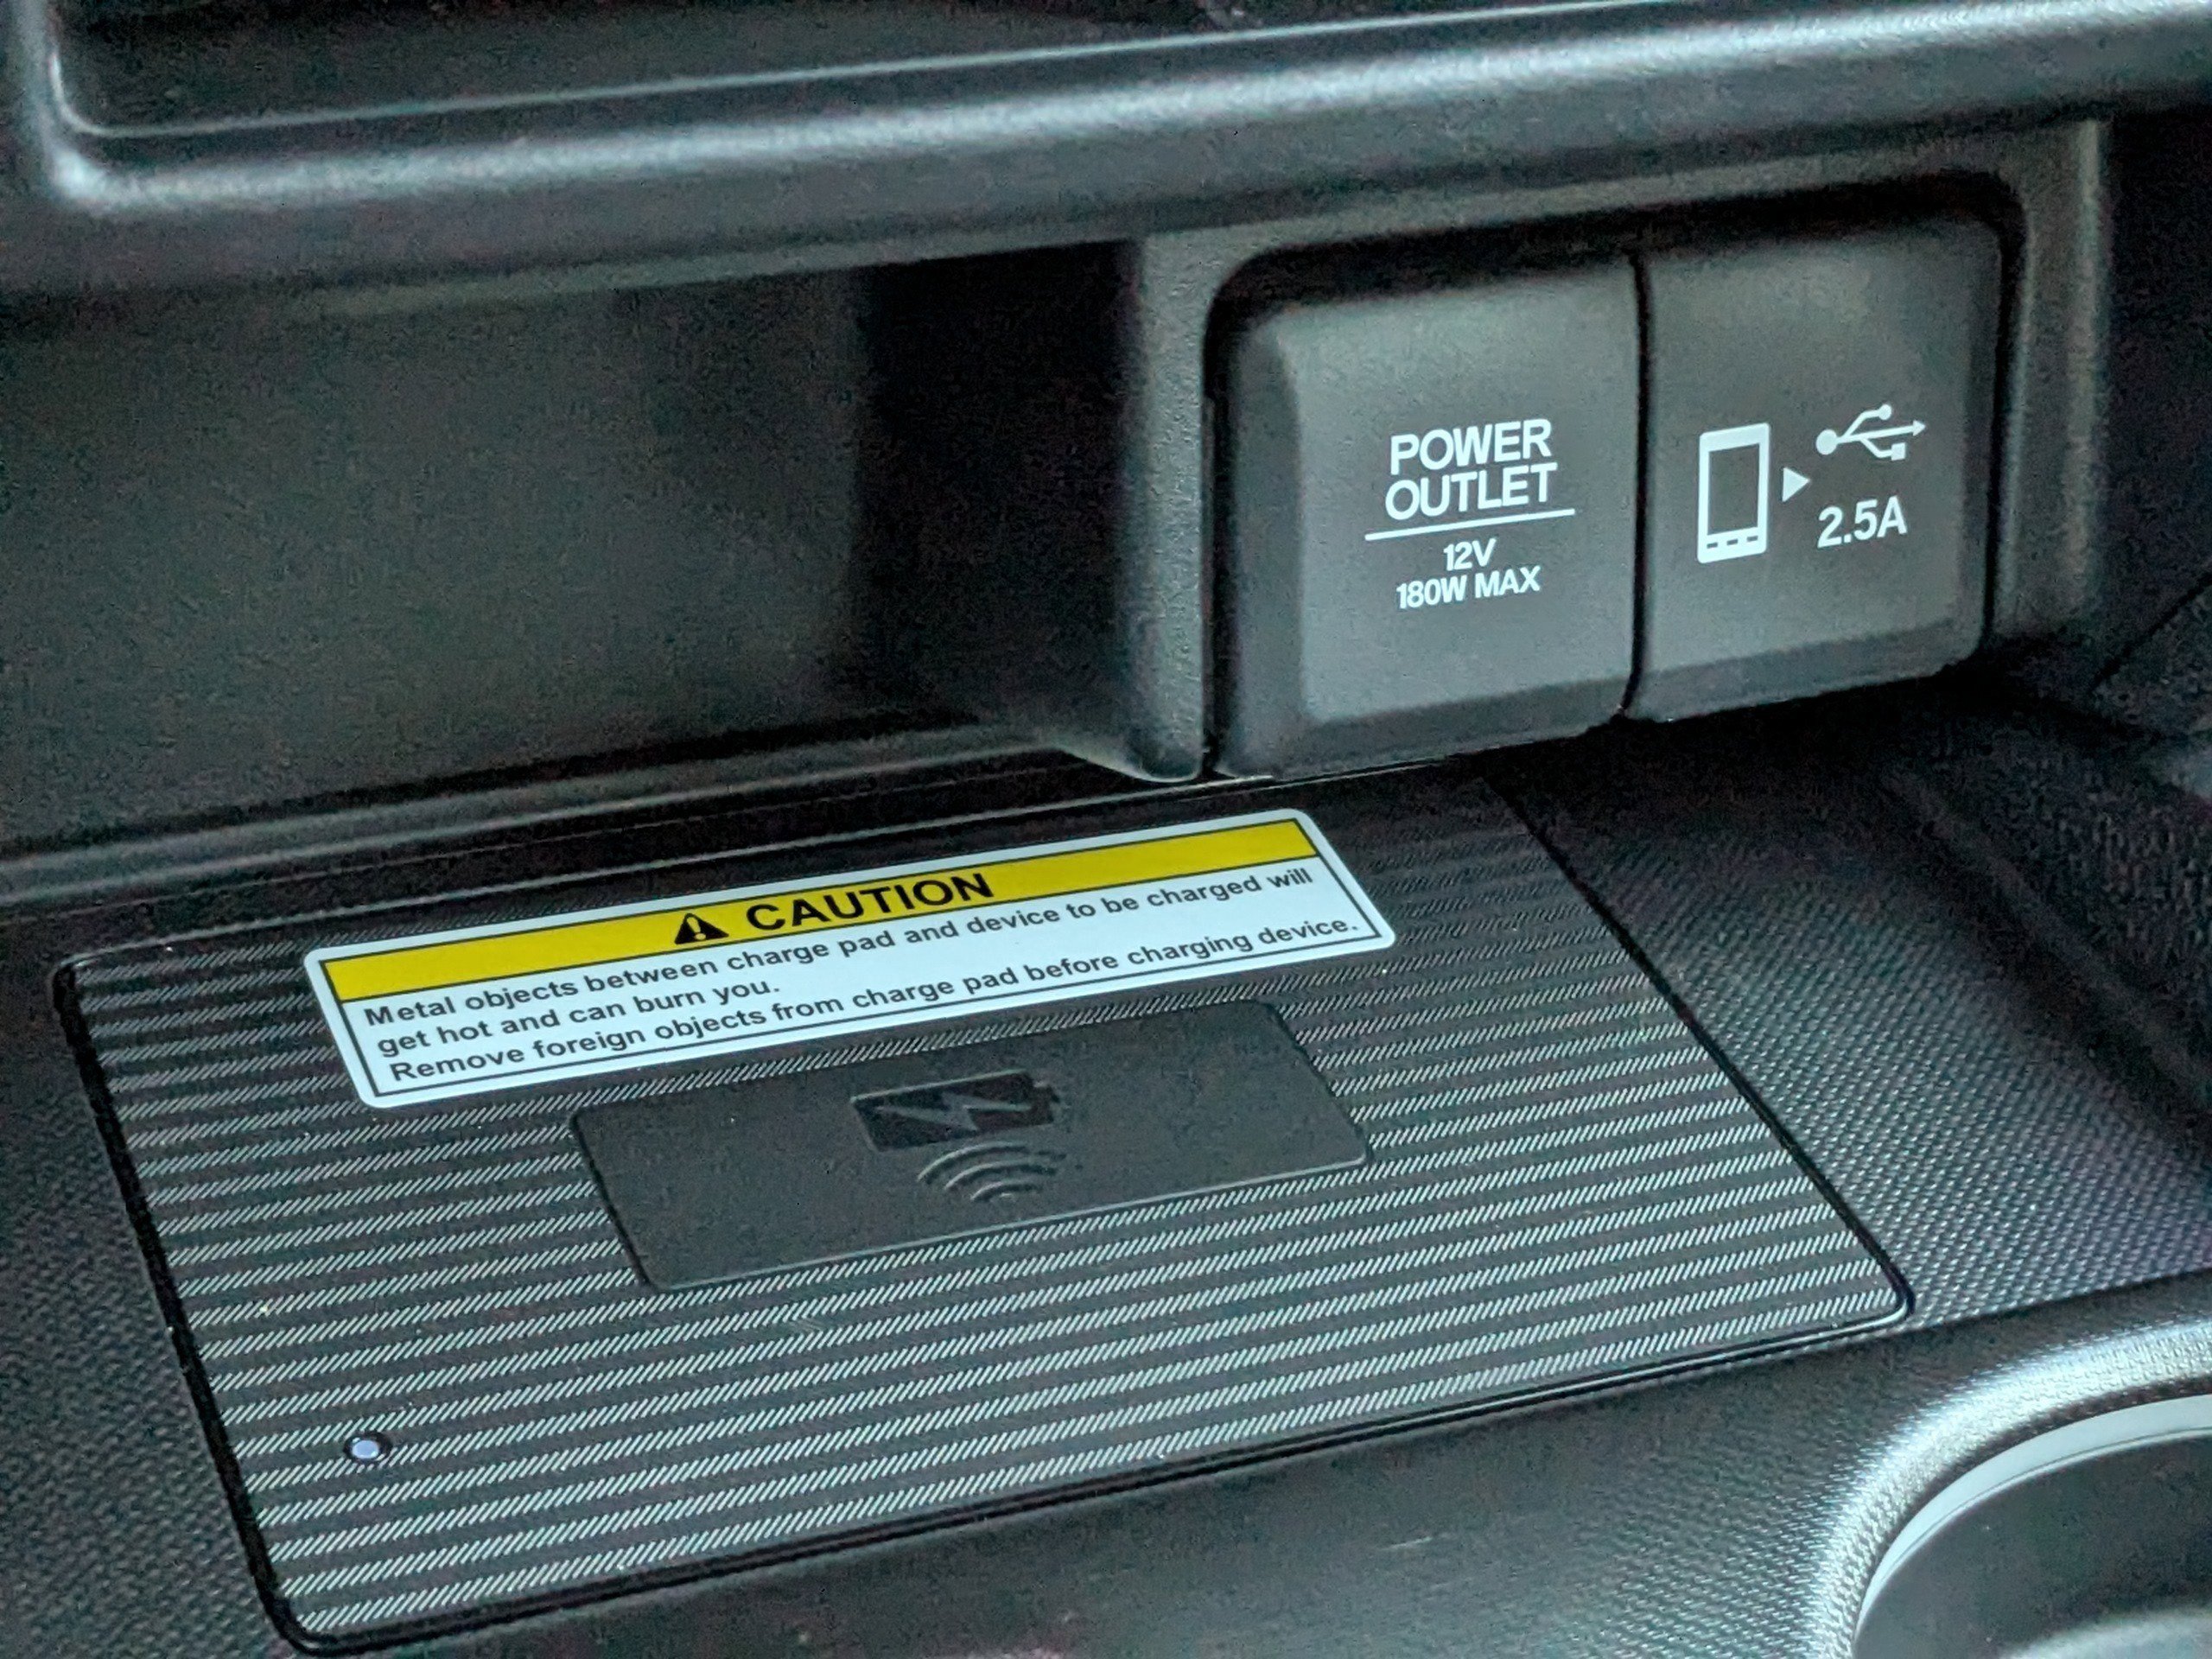 POWER
OUTLET
12V
180W MAX
2.5A
CAUTION
Metal objects between charge pad and device to be charged will
get hot and can burn you.
Remove foreign objects from charge pad before charging device.